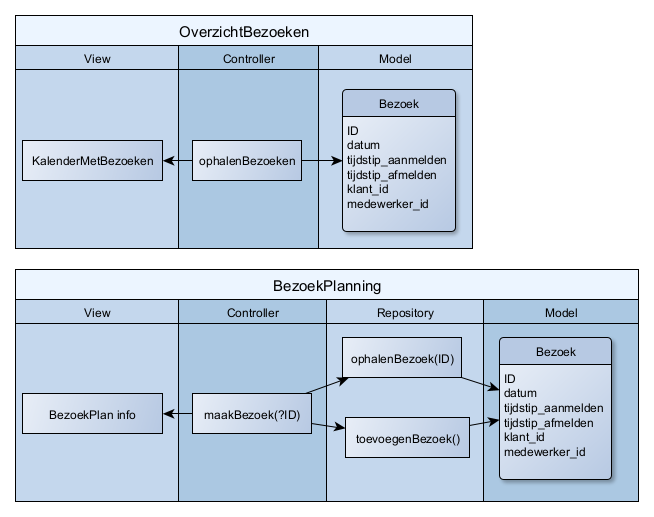 OverzichtBezoeken
View
Controller
Model
KalenderMetBezoeken
ophalenBezoeken
Bezoek
ID
datum
tijdstip_aanmelden
tijdstip_afmelden
klant_id
medewerker_id
BezoekPlanning
View
Controller
Repository
Model
BezoekPlan info
maakBezoek(?ID)
ophalenBezoek(ID)
toevoegenBezoek()
Bezoek
ID
datum
tijdstip_aanmelden
tijdstip_afmelden
klant_id
medewerker_id